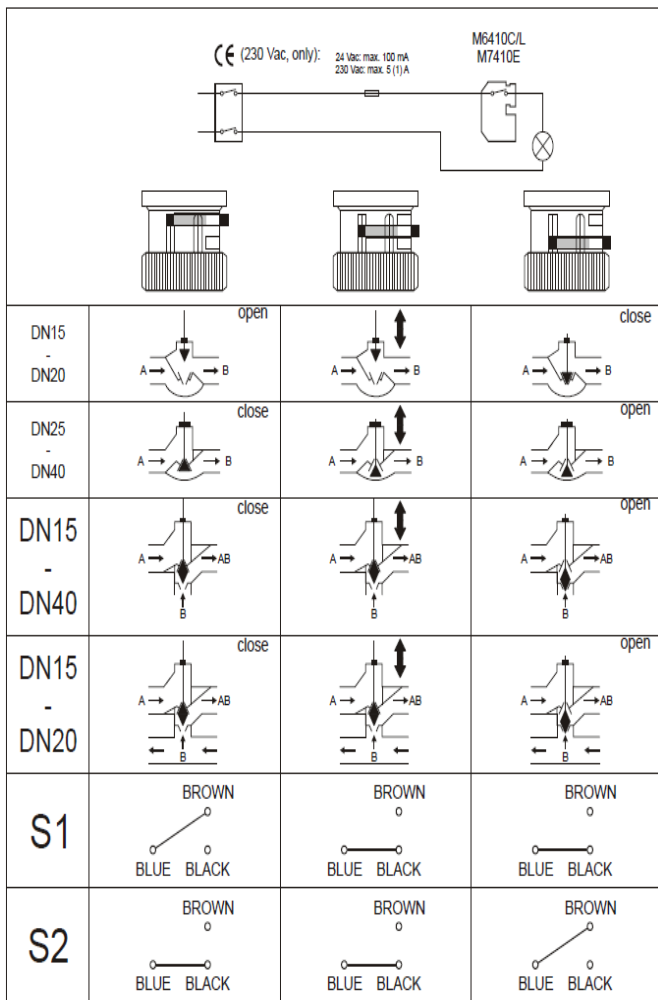 CE (230 Vac, only):
24 Vac: max. 100 mA
230 Vac: max. 5 (1) A
M6410C/L
M7410E
DN15
-
DN20
open
A B
A B
close
A B
DN25
-
DN40
close
A B
A B
open
A B
DN15
-
DN40
close
A AB
B
A AB
B
open
A AB
B
DN15
-
DN20
close
A AB
B
A AB
B
open
A AB
B
S1
BROWN
BLUE BLACK
BROWN
BLUE BLACK
BROWN
BLUE BLACK
S2
BROWN
BLUE BLACK
BROWN
BLUE BLACK
BROWN
BLUE BLACK